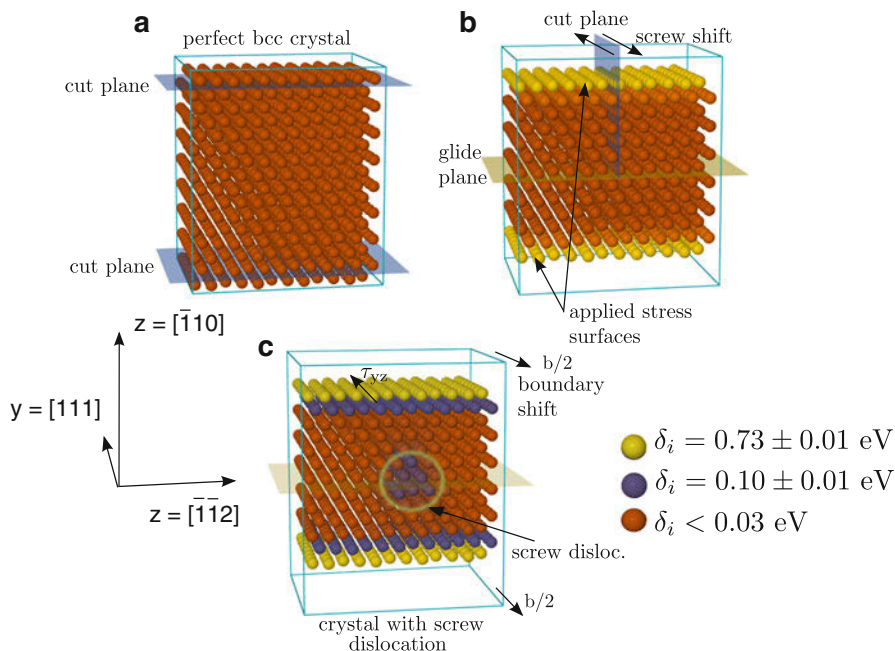 a
perfect bcc crystal
cut plane
cut plane
b
cut plane
screw shift
glide
plane
applied stress
surfaces
z = [1̄10]
y = [111]
z = [1̄1̄2]
c
τyz
b/2
boundary
shift
screw disloc.
b/2
crystal with screw
dislocation
δi = 0.73 ± 0.01 eV
δi = 0.10 ± 0.01 eV
δi < 0.03 eV